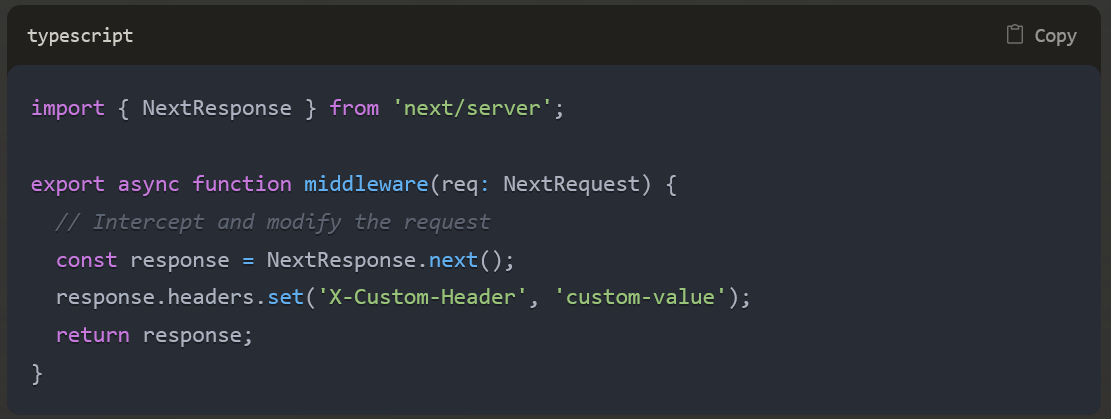 typescript
Copy
import { NextResponse } from 'next/server';
export async function middleware(req: NextRequest) {
  // Intercept and modify the request
  const response = NextResponse.next();
  response.headers.set('X-Custom-Header', 'custom-value');
  return response;
}